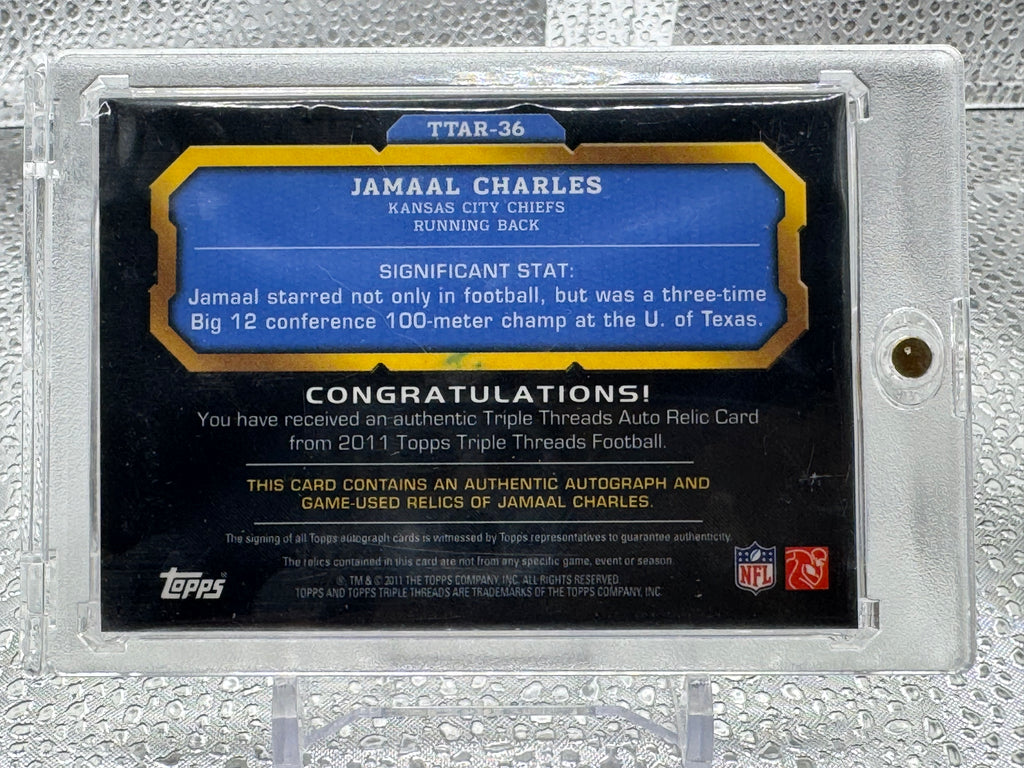 TTAR-36
JAMAAL CHARLES
KANSAS CITY CHIEFS
RUNNING BACK
SIGNIFICANT STAT:
Jamaal starred not only in football, but was a three-time
Big 12 conference 100-meter champ at the U. of Texas.
CONGRATULATIONS!
You have received an authentic Triple Threads Auto Relic Card
from 2011 Topps Triple Threads Football.
THIS CARD CONTAINS AN AUTHENTIC AUTOGRAPH AND
GAME-USED RELICS OF JAMAAL CHARLES.
The signing of all Topps autograph cards is witnessed by Topps representatives to guarantee authenticity.
The relics contained in this card are not from any specific game, event or season.
®, TM & © 2011 THE TOPPS COMPANY, INC. ALL RIGHTS RESERVED.
TOPPS AND TOPPS TRIPLE THREADS ARE TRADEMARKS OF THE TOPPS COMPANY, INC.
topps®
NFL